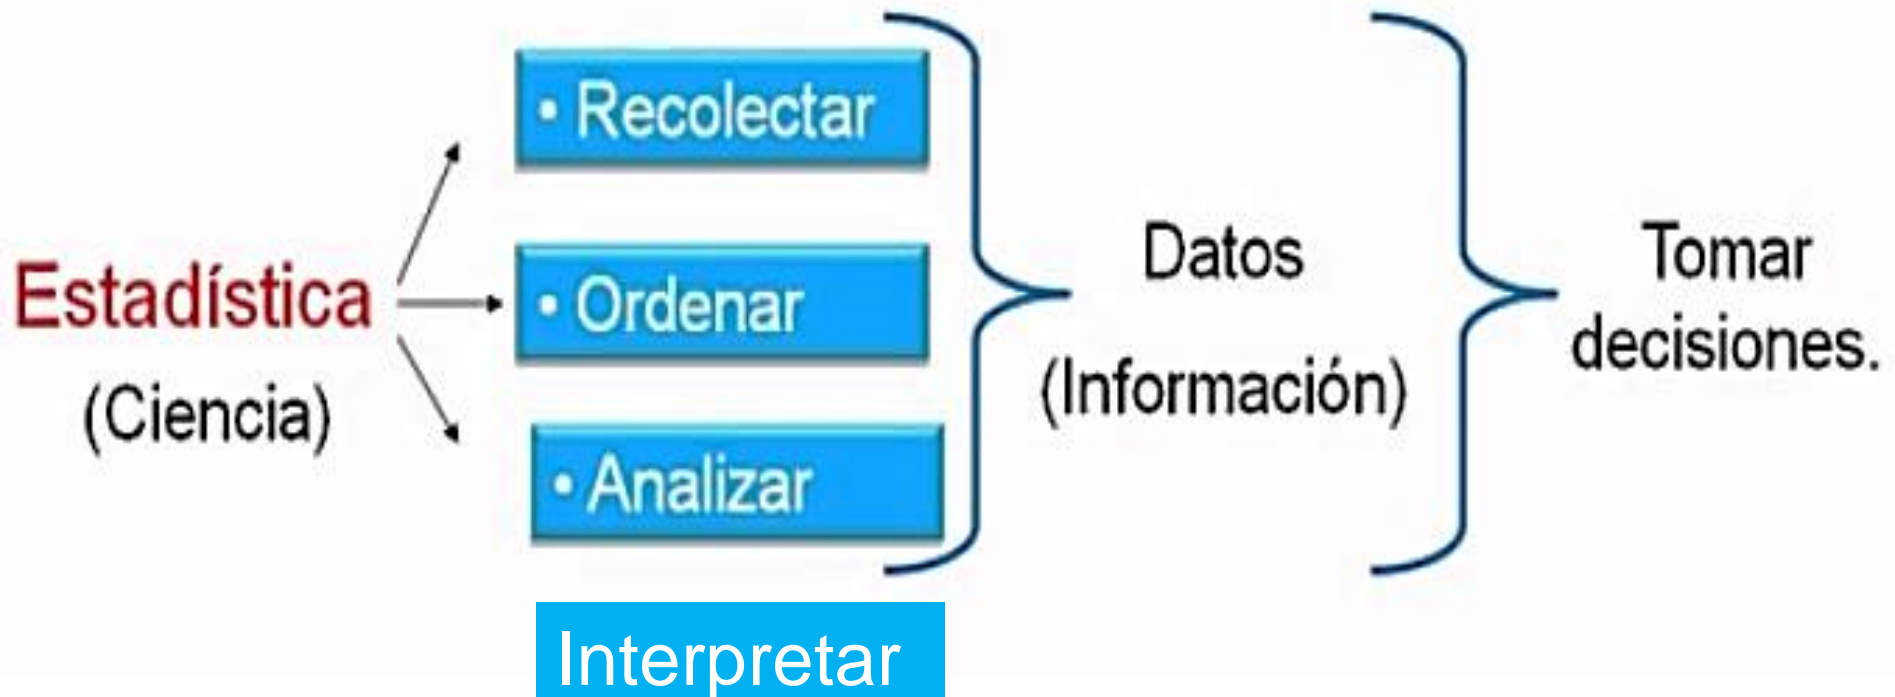 Estadística
(Ciencia)
• Recolectar
• Ordenar
• Analizar
Interpretar
Datos
(Información)
Tomar
decisiones.